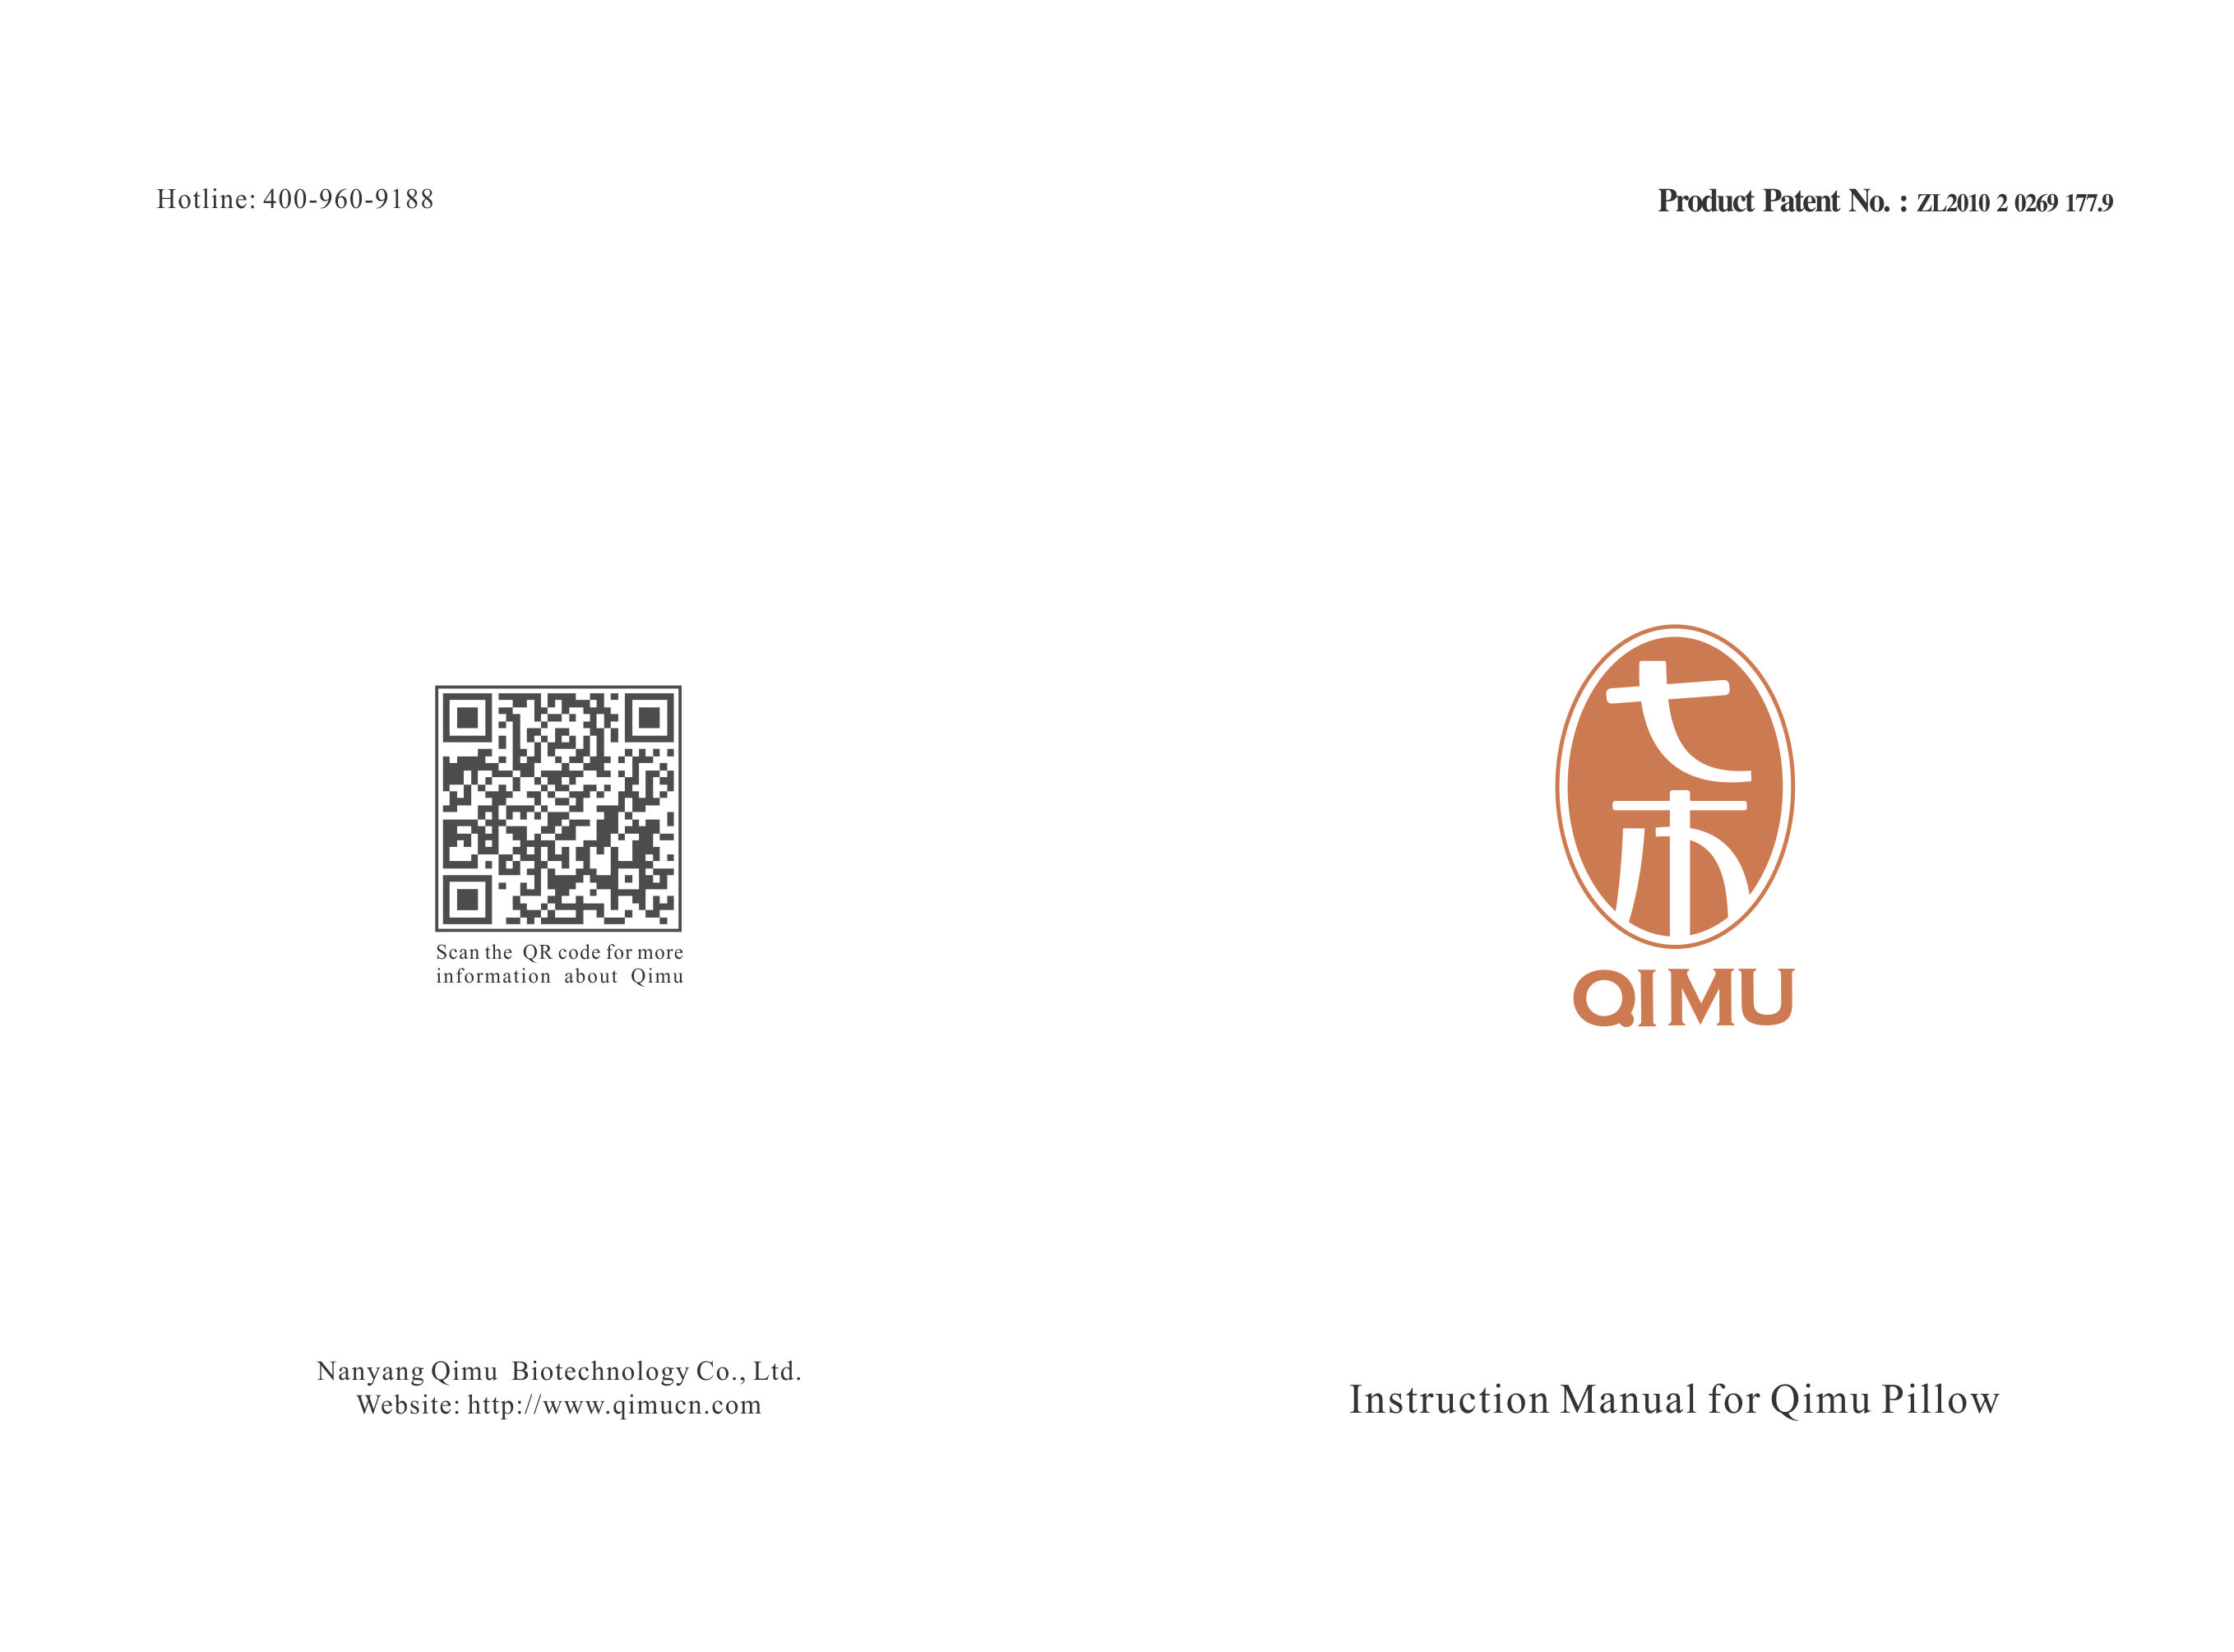 Hotline: 400-960-9188
Scan the QR code for more
information about Qimu
Nanyang Qimu Biotechnology Co., Ltd.
Website: http://www.qimucn.com
Product Patent No. : ZL2010 2 0269 177.9
七木
QIMU
Instruction Manual for Qimu Pillow